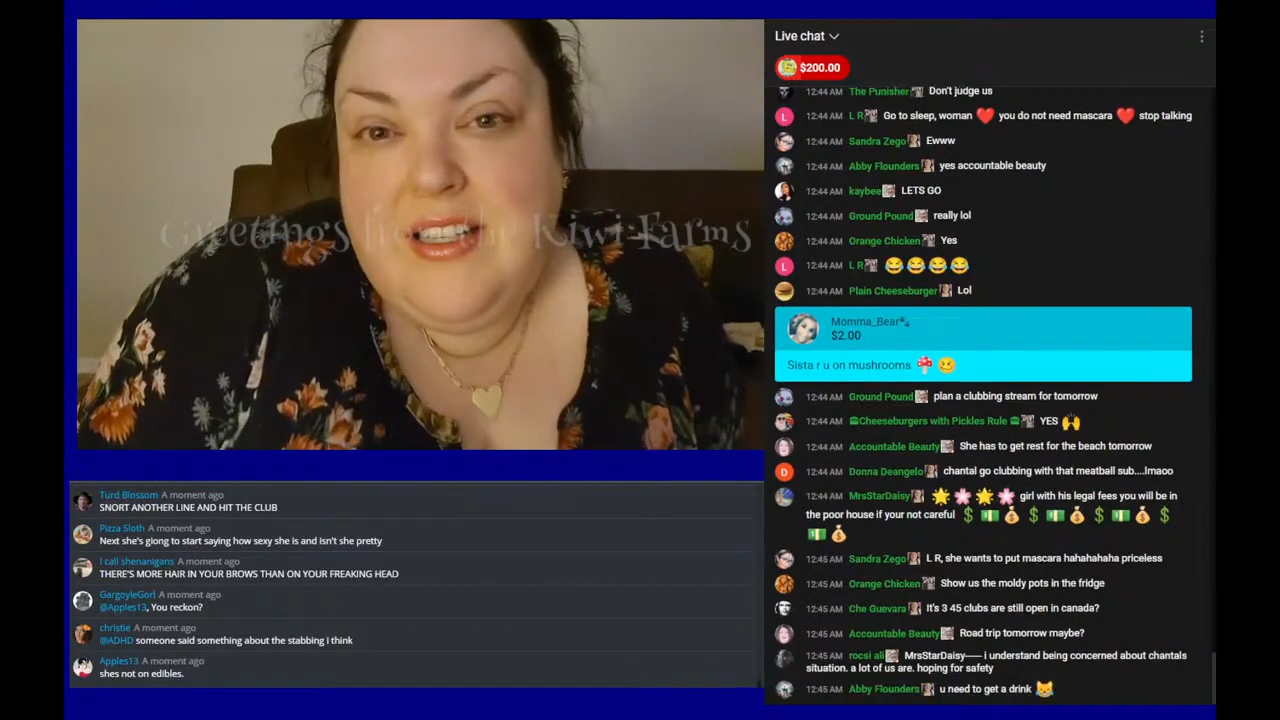 Greetings from the Kiwi Farms
Live chat
$200.00
12:44 AM The Punisher Don't judge us
12:44 AM L R Go to sleep, woman ❤️ you do not need mascara ❤️ stop talking
12:44 AM Sandra Zego Ewww
12:44 AM Abby Flounders yes accountable beauty
12:44 AM kaybee LETS GO
12:44 AM Ground Pound really lol
12:44 AM Orange Chicken Yes
12:44 AM L R 😂😂😂😂
12:44 AM Plain Cheeseburger Lol
Momma_Bear🐾
$2.00
Sista r u on mushrooms 🍄 🥴
12:44 AM Ground Pound plan a clubbing stream for tomorrow
12:44 AM 🍔Cheeseburgers with Pickles Rule 🍔 YES 🙌
12:44 AM Accountable Beauty She has to get rest for the beach tomorrow
12:44 AM Donna Deangelo chantal go clubbing with that meatball sub....lmaoo
12:44 AM MrsStarDaisy 🌟🌸🌟🌸 girl with his legal fees you will be in
the poor house if your not careful 💲💵💰💲💵💰💲💵💰💲
💵💰
12:45 AM Sandra Zego L R, she wants to put mascara hahahahaha priceless
12:45 AM Orange Chicken Show us the moldy pots in the fridge
12:45 AM Che Guevara It's 3 45 clubs are still open in canada?
12:45 AM Accountable Beauty Road trip tomorrow maybe?
12:45 AM rocsi ali MrsStarDaisy—— i understand being concerned about chantals
situation. a lot of us are. hoping for safety
12:45 AM Abby Flounders u need to get a drink 😹
Turd Blossom A moment ago
SNORT ANOTHER LINE AND HIT THE CLUB
Pizza Sloth A moment ago
Next she's giong to start saying how sexy she is and isn't she pretty
I call shenanigans A moment ago
THERE'S MORE HAIR IN YOUR BROWS THAN ON YOUR FREAKING HEAD
GargoyleGorl A moment ago
@Apples13, You reckon?
christie A moment ago
@ADHD someone said something about the stabbing i think
Apples13 A moment ago
shes not on edibles.